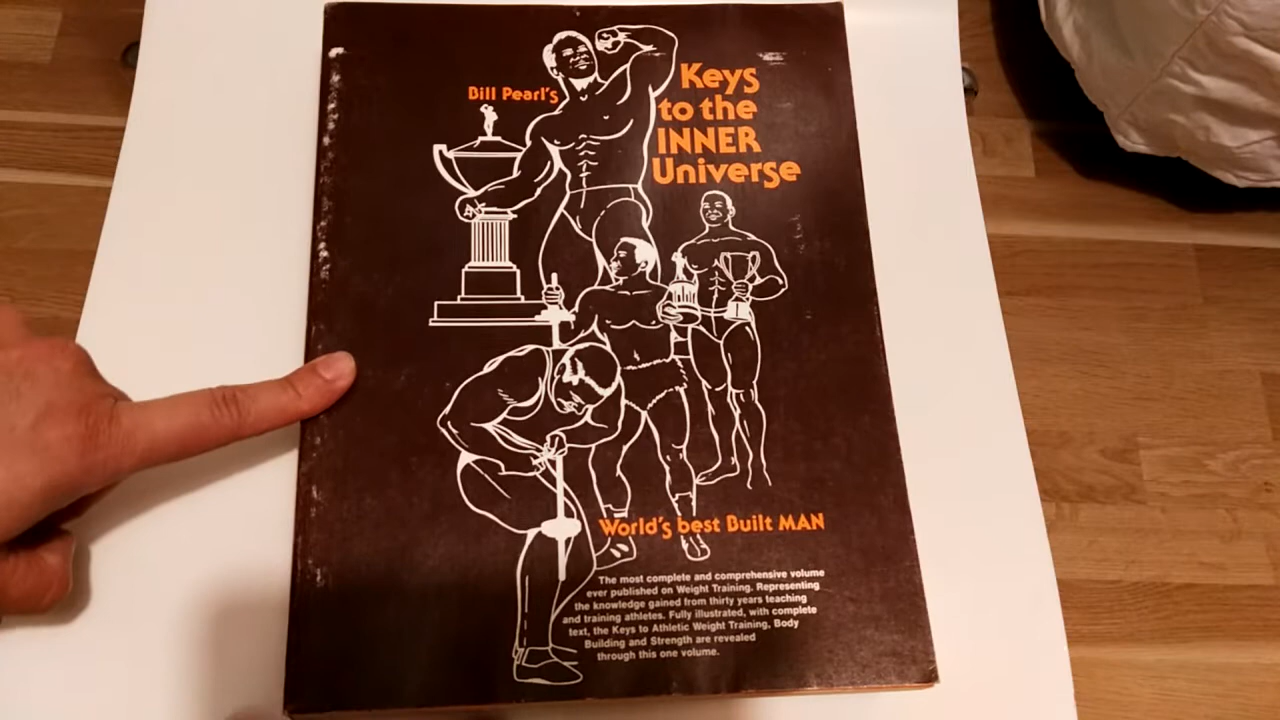 Bill Pearl's
Keys
to the
INNER
Universe
World's best Built MAN
The most complete and comprehensive volume
ever published on Weight Training. Representing
the knowledge gained from thirty years teaching
and training athletes. Fully illustrated, with complete
text, the Keys to Athletic Weight Training, Body
Building and Strength are revealed
through this one volume.